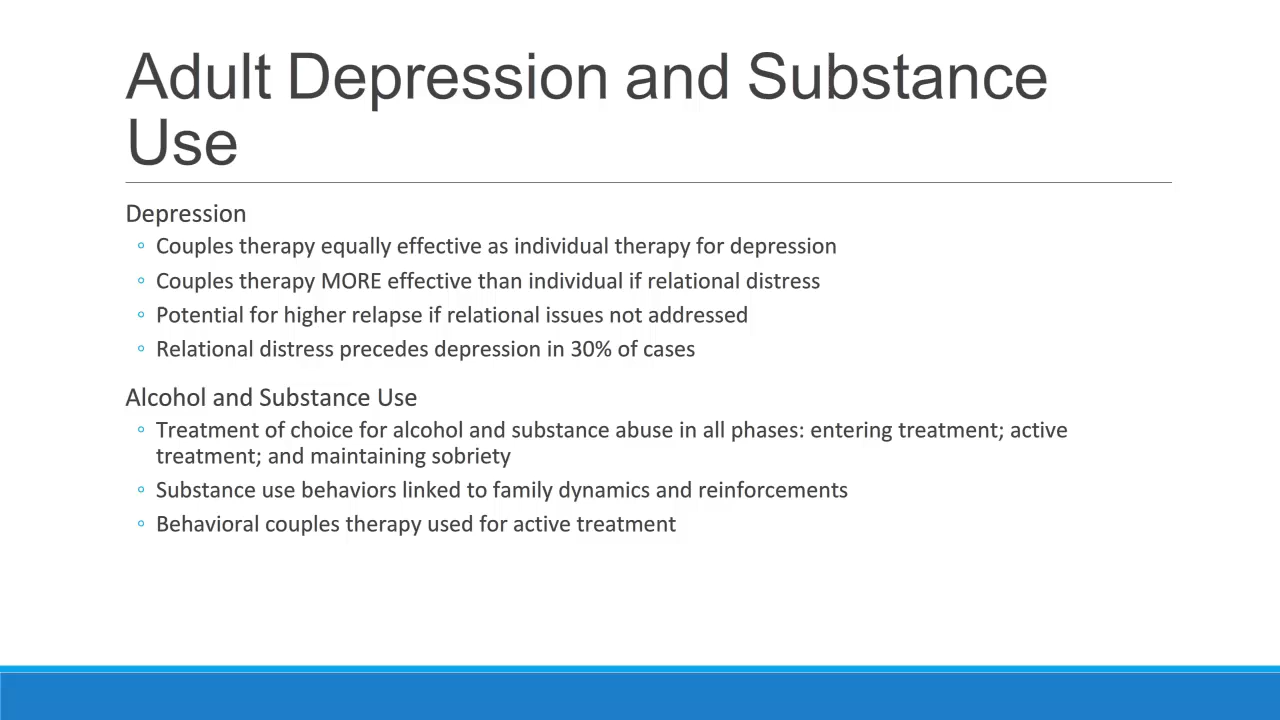 Adult Depression and Substance
Use
Depression
◦ Couples therapy equally effective as individual therapy for depression
◦ Couples therapy MORE effective than individual if relational distress
◦ Potential for higher relapse if relational issues not addressed
◦ Relational distress precedes depression in 30% of cases
Alcohol and Substance Use
◦ Treatment of choice for alcohol and substance abuse in all phases: entering treatment; active
treatment; and maintaining sobriety
◦ Substance use behaviors linked to family dynamics and reinforcements
◦ Behavioral couples therapy used for active treatment